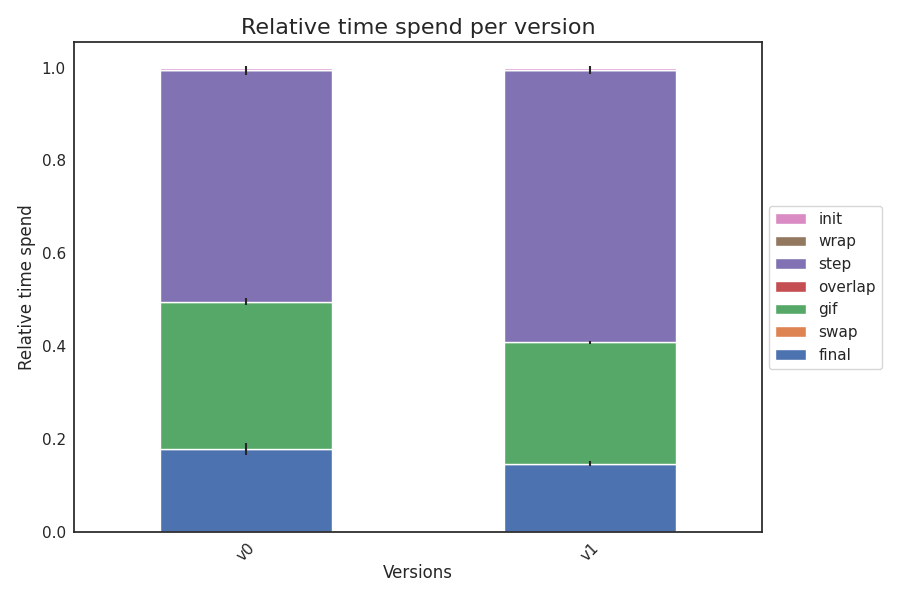 Relative time spend per version
Relative time spend
1.0
0.8
0.6
0.4
0.2
0.0
v0
v1
Versions
init
wrap
step
overlap
gif
swap
final